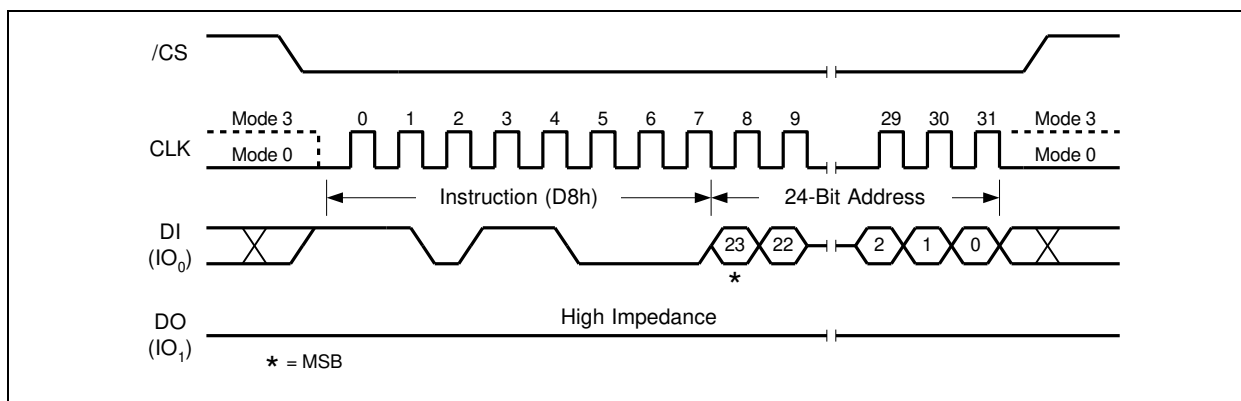 /CS
Mode 3 0 1 2 3 4 5 6 7 8 9 29 30 31 Mode 3
CLK
Mode 0 Mode 0
Instruction (D8h) 24-Bit Address
DI
(IO0)
23 22 2 1 0
*
High Impedance
DO
(IO1)
* = MSB